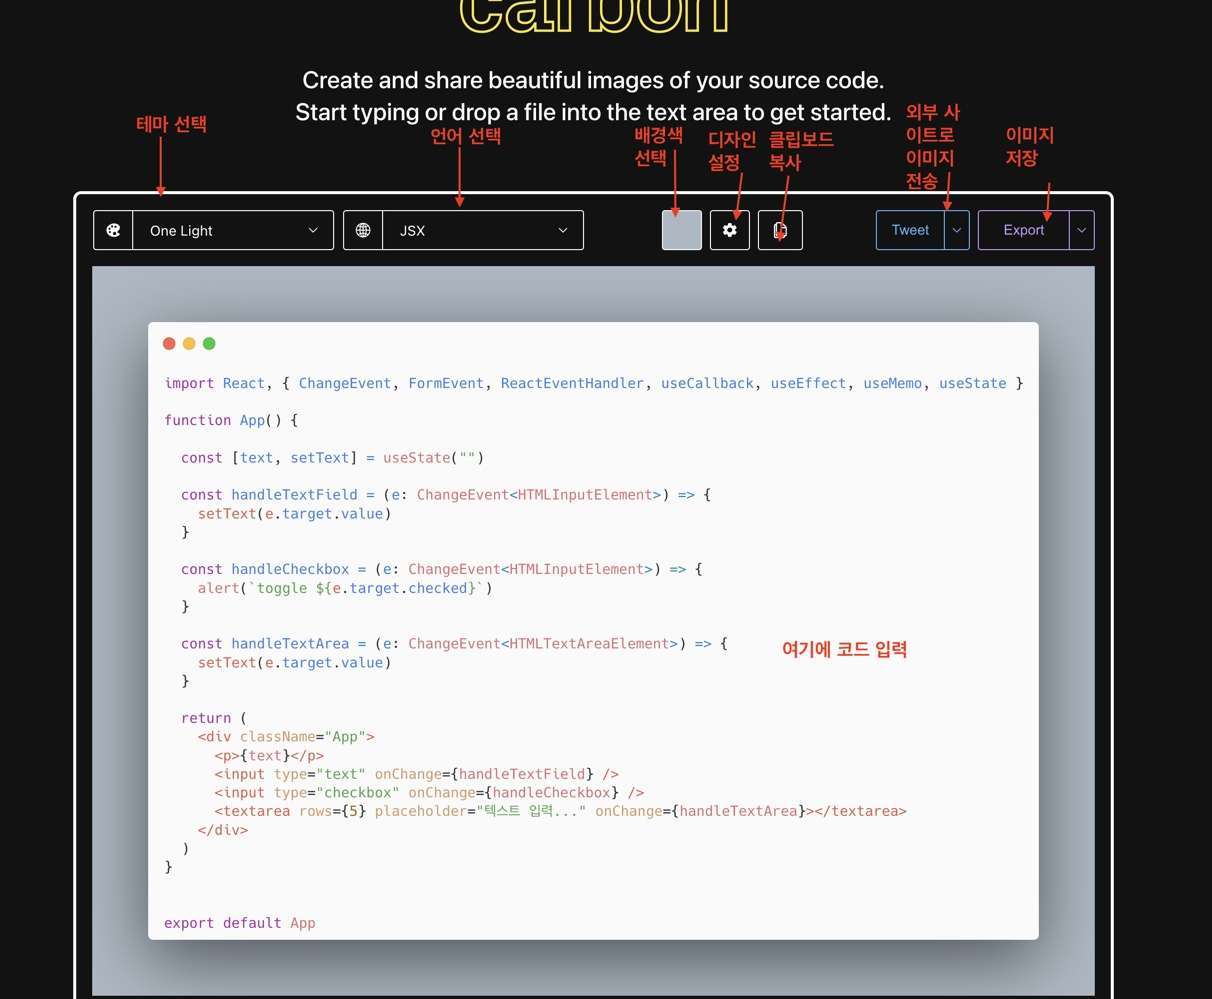 carbon
Create and share beautiful images of your source code.
Start typing or drop a file into the text area to get started.
테마 선택
언어 선택
배경색
선택
디자인
설정
클립보드
복사
외부 사
이트로
이미지
전송
이미지
저장
One Light
JSX
Tweet
Export
import React, { ChangeEvent, FormEvent, ReactEventHandler, useCallback, useEffect, useMemo, useState }
function App() {
const [text, setText] = useState("")
const handleTextField = (e: ChangeEvent<HTMLInputElement>) => {
setText(e.target.value)
}
const handleCheckbox = (e: ChangeEvent<HTMLInputElement>) => {
alert(`toggle ${e.target.checked}`)
}
const handleTextArea = (e: ChangeEvent<HTMLTextAreaElement>) => {
여기에 코드 입력
setText(e.target.value)
}
return (
<div className="App">
<p>{text}</p>
<input type="text" onChange={handleTextField} />
<input type="checkbox" onChange={handleCheckbox} />
<textarea rows={5} placeholder="텍스트 입력..." onChange={handleTextArea}></textarea>
</div>
)
}
export default App